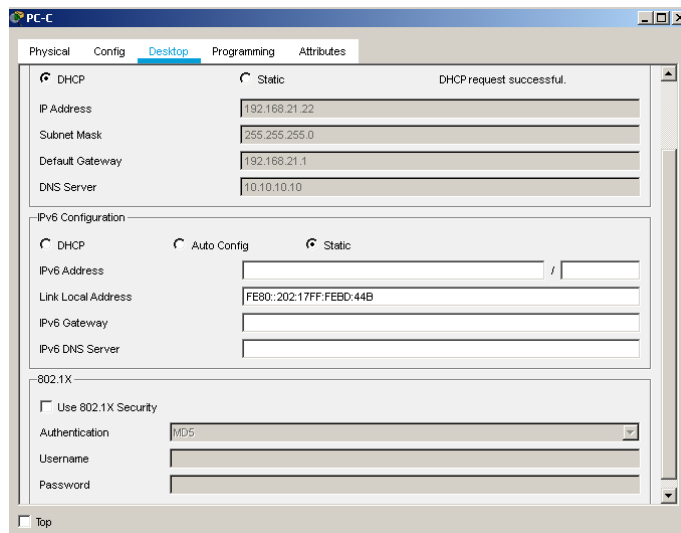 PC-C
Physical Config Desktop Programming Attributes
DHCP Static DHCP request successful.
IP Address 192.168.21.22
Subnet Mask 255.255.255.0
Default Gateway 192.168.21.1
DNS Server 10.10.10.10
IPv6 Configuration
DHCP Auto Config Static
IPv6 Address /
Link Local Address FE80::202:17FF:FEBD:44B
IPv6 Gateway
IPv6 DNS Server
802.1X
Use 802.1X Security
Authentication MD5
Username
Password
Top